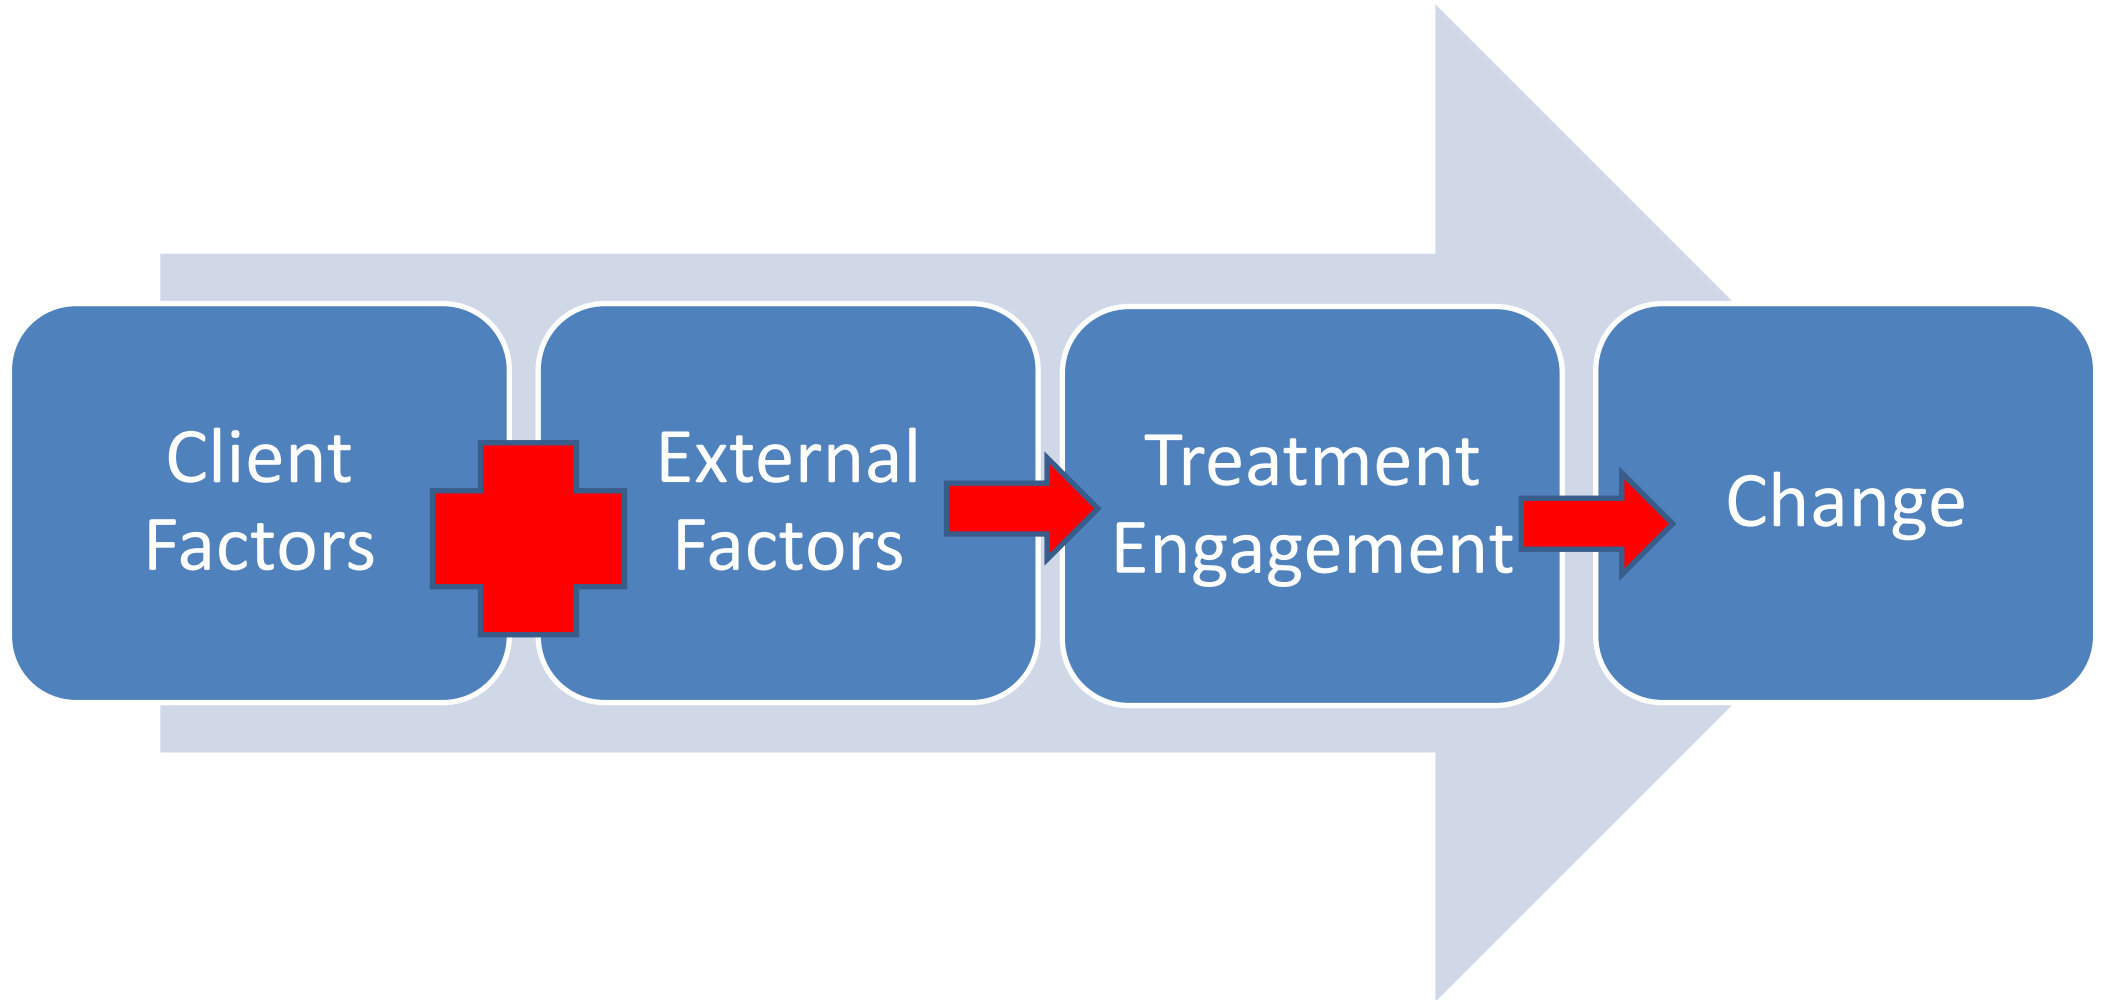 Client
Factors
External
Factors
Treatment
Engagement
Change